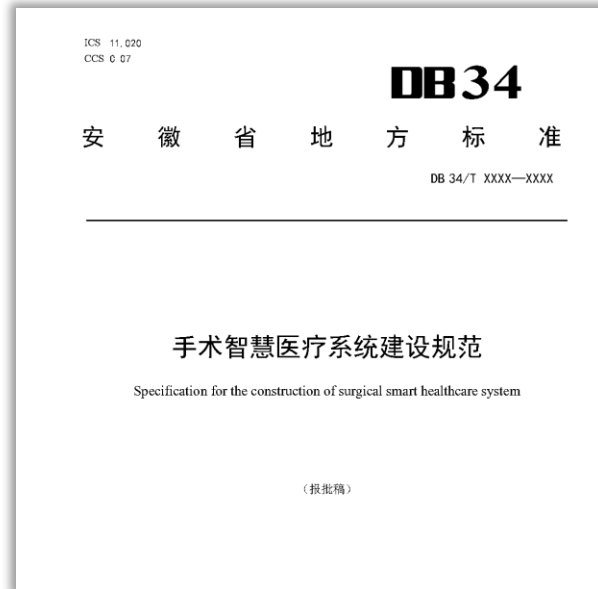 ICS 11.020
CCS C 07
DB34
安徽省地方标准
DB 34/T XXXX—XXXX
手术智慧医疗系统建设规范
Specification for the construction of surgical smart healthcare system
（报批稿）